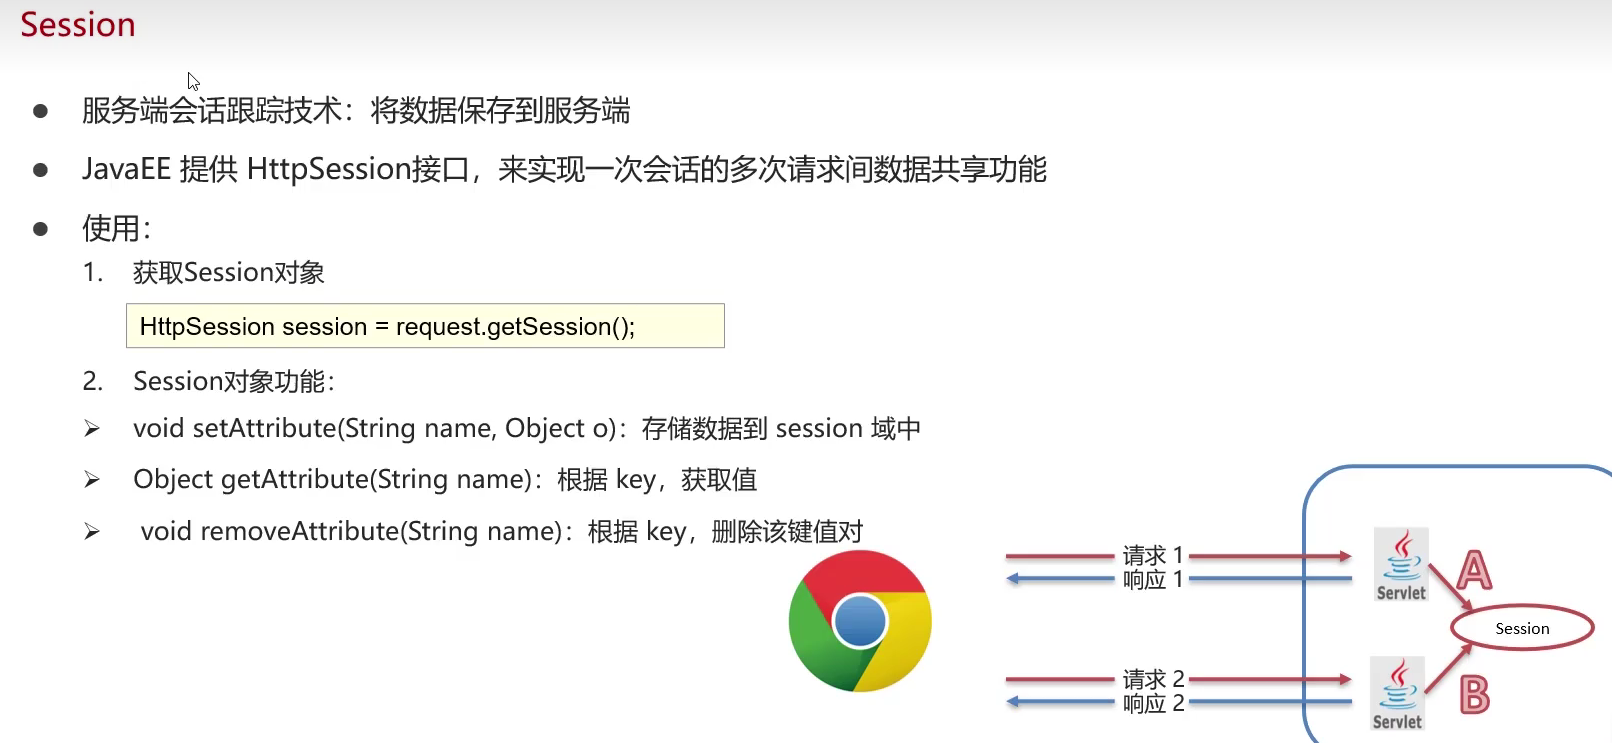 Session
服务端会话跟踪技术：将数据保存到服务端
JavaEE 提供 HttpSession接口，来实现一次会话的多次请求间数据共享功能
使用：
1. 获取Session对象
HttpSession session = request.getSession();
2. Session对象功能：
void setAttribute(String name, Object o)：存储数据到 session 域中
Object getAttribute(String name)：根据 key，获取值
void removeAttribute(String name)：根据 key，删除该键值对
请求 1
响应 1
Servlet
A
Session
请求 2
响应 2
Servlet
B